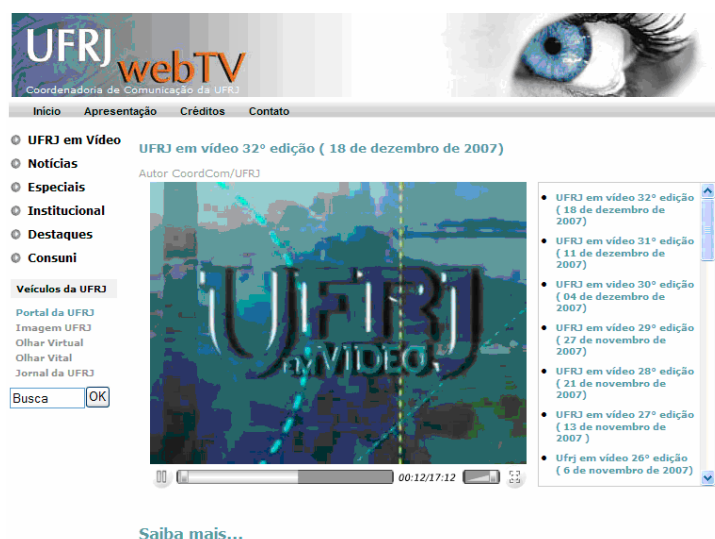 UFRJ
webTV
Coordenadoria de Comunicação da UFRJ
Início Apresentação Créditos Contato
UFRJ em Vídeo
Notícias
Especiais
Institucional
Destaques
Consuni
Veículos da UFRJ
Portal da UFRJ
Imagem UFRJ
Olhar Virtual
Olhar Vital
Jornal da UFRJ
Busca OK
UFRJ em vídeo 32° edição ( 18 de dezembro de 2007)
Autor CoordCom/UFRJ
UFRJ
EM VÍDEO
00:12/17:12
UFRJ em vídeo 32° edição
( 18 de dezembro de
2007)
UFRJ em vídeo 31° edição
( 11 de dezembro de
2007)
UFRJ em vídeo 30° edição
( 04 de dezembro de
2007)
UFRJ em vídeo 29° edição
( 27 de novembro de
2007)
UFRJ em vídeo 28° edição
( 21 de novembro de
2007)
UFRJ em vídeo 27° edição
( 13 de novembro de
2007 )
Ufrj em vídeo 26° edição
( 6 de novembro de 2007)
Saiba mais...